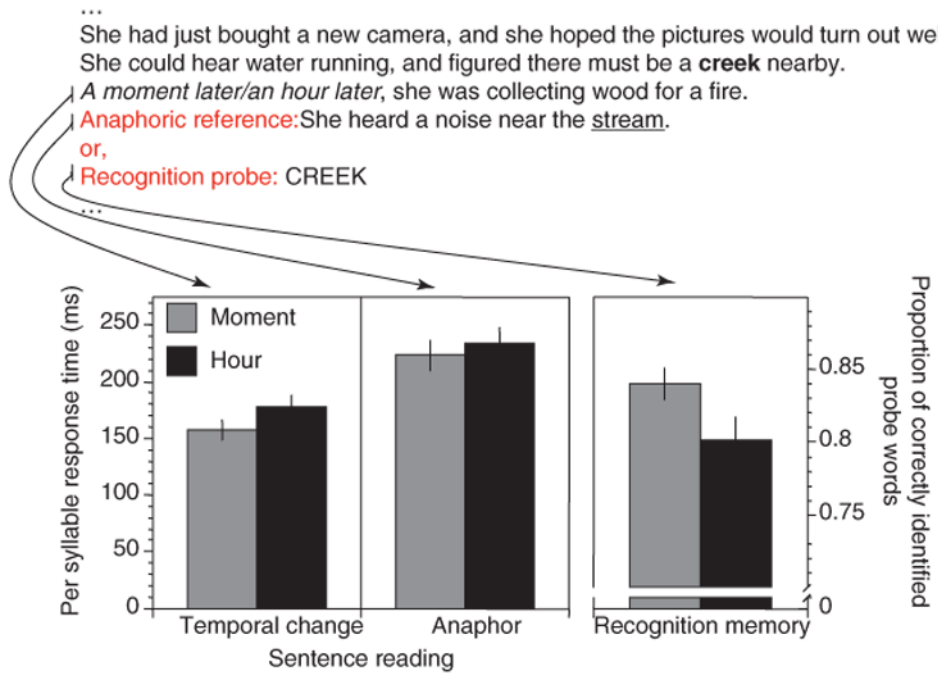 ...
She had just bought a new camera, and she hoped the pictures would turn out we
She could hear water running, and figured there must be a creek nearby.
A moment later/an hour later, she was collecting wood for a fire.
Anaphoric reference:She heard a noise near the stream.
or,
Recognition probe: CREEK
...
Per syllable response time (ms)
250
200
150
100
50
0
Moment
Hour
Temporal change
Anaphor
Sentence reading
Recognition memory
0.85
0.8
0.75
0
Proportion of correctly identified
probe words